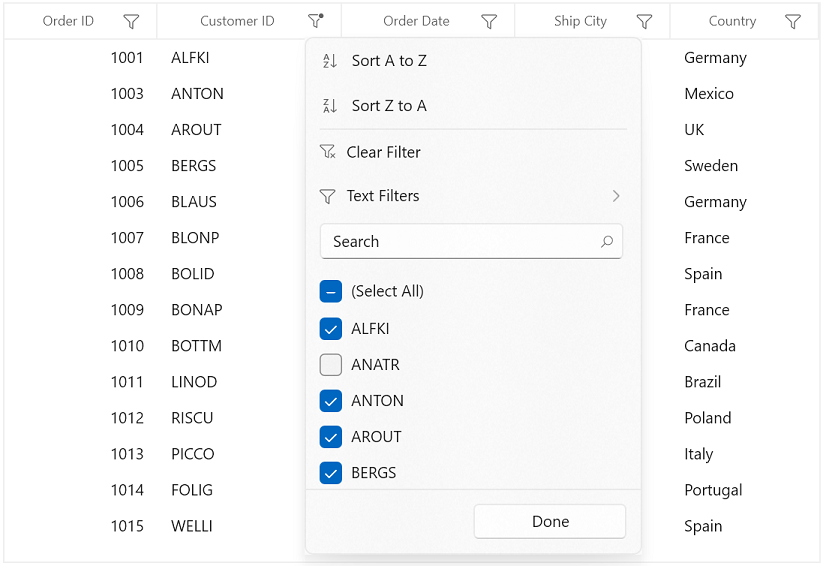 Order ID Customer ID Order Date Ship City Country
1001 ALFKI Germany
1003 ANTON Mexico
1004 AROUT UK
1005 BERGS Sweden
1006 BLAUS Germany
1007 BLONP France
1008 BOLID Spain
1009 BONAP France
1010 BOTTM Canada
1011 LINOD Brazil
1012 RISCU Poland
1013 PICCO Italy
1014 FOLIG Portugal
1015 WELLI Spain
Sort A to Z
Sort Z to A
Clear Filter
Text Filters
Search
(Select All)
ALFKI
ANATR
ANTON
AROUT
BERGS
Done